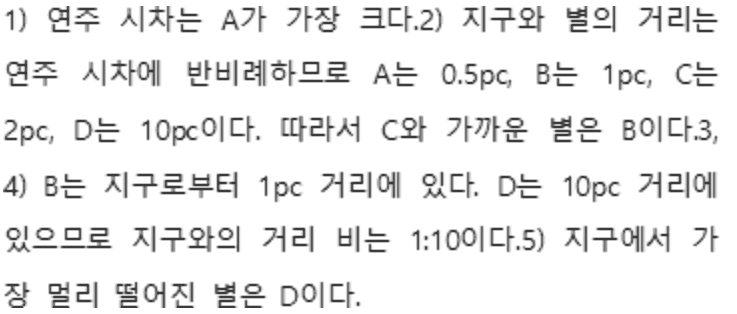 1) 연주 시차는 A가 가장 크다.2) 지구와 별의 거리는
연주 시차에 반비례하므로 A는 0.5pc, B는 1pc, C는
2pc, D는 10pc이다. 따라서 C와 가까운 별은 B이다.3,
4) B는 지구로부터 1pc 거리에 있다. D는 10pc 거리에
있으므로 지구와의 거리 비는 1:10이다.5) 지구에서 가
장 멀리 떨어진 별은 D이다.